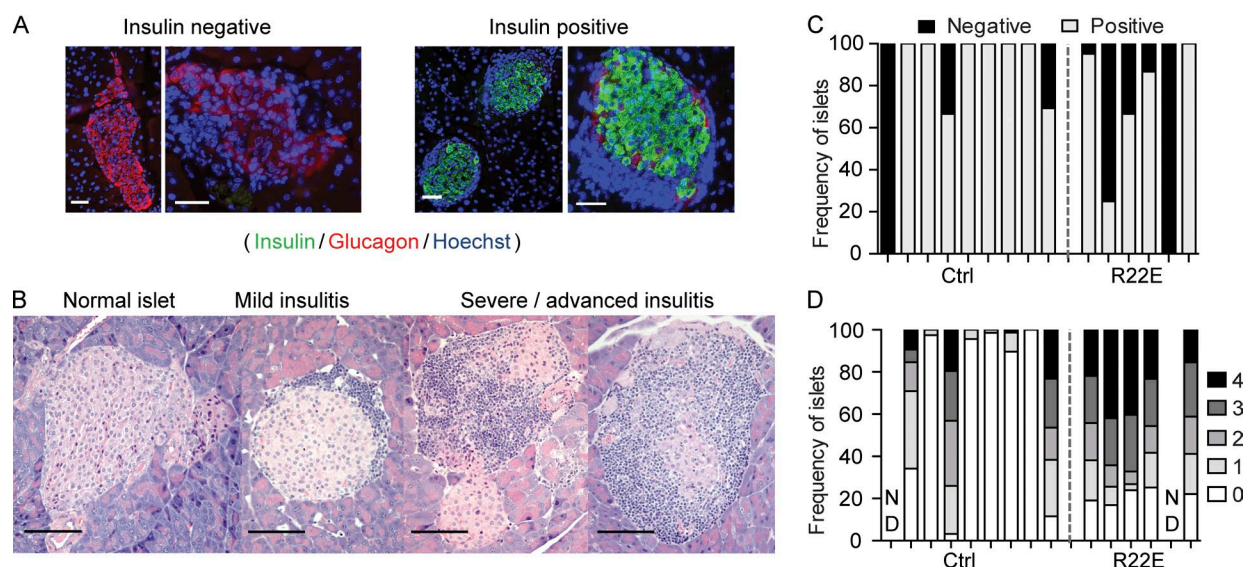 A
Insulin negative
Insulin positive
(Insulin/Glucagon/Hoechst)
B
Normal islet
Mild insulitis
Severe / advanced insulitis
C
Negative
Positive
Frequency of islets
100
80
60
40
20
0
Ctrl
R22E
D
Frequency of islets
100
80
60
40
20
0
ND
ND
Ctrl
R22E
4
3
2
1
0